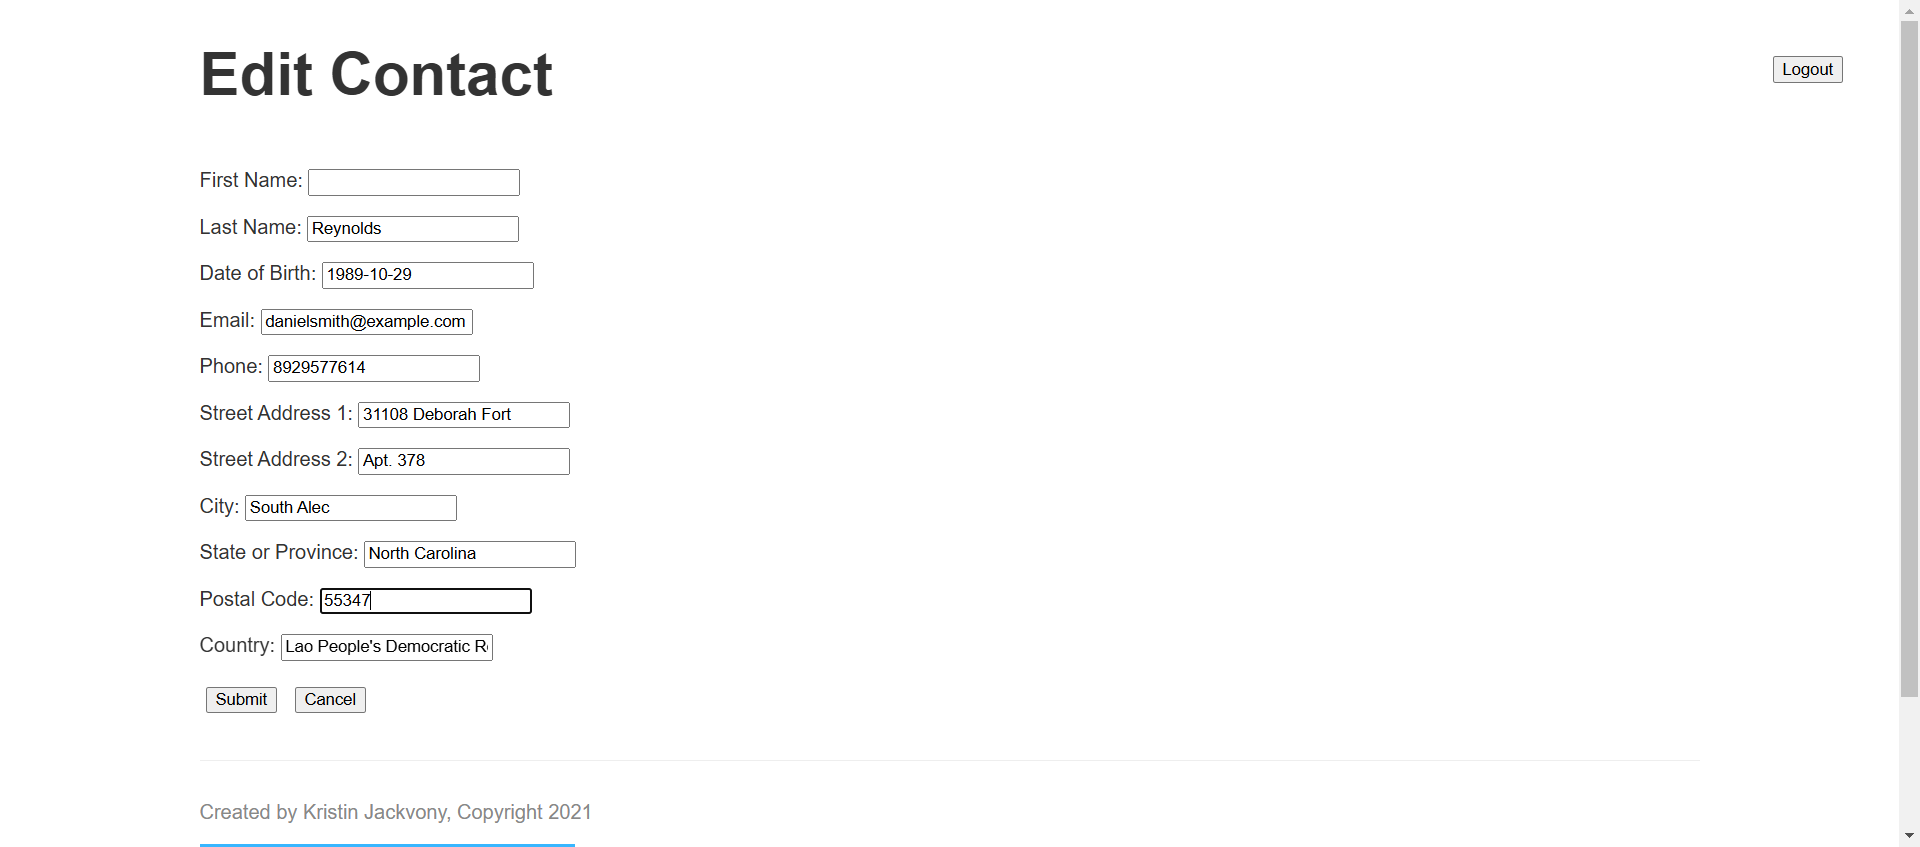 Edit Contact
Logout
First Name:
Last Name: Reynolds
Date of Birth: 1989-10-29
Email: danielsmith@example.com
Phone: 8929577614
Street Address 1: 31108 Deborah Fort
Street Address 2: Apt. 378
City: South Alec
State or Province: North Carolina
Postal Code: 55347
Country: Lao People's Democratic
Submit Cancel
Created by Kristin Jackvony, Copyright 2021